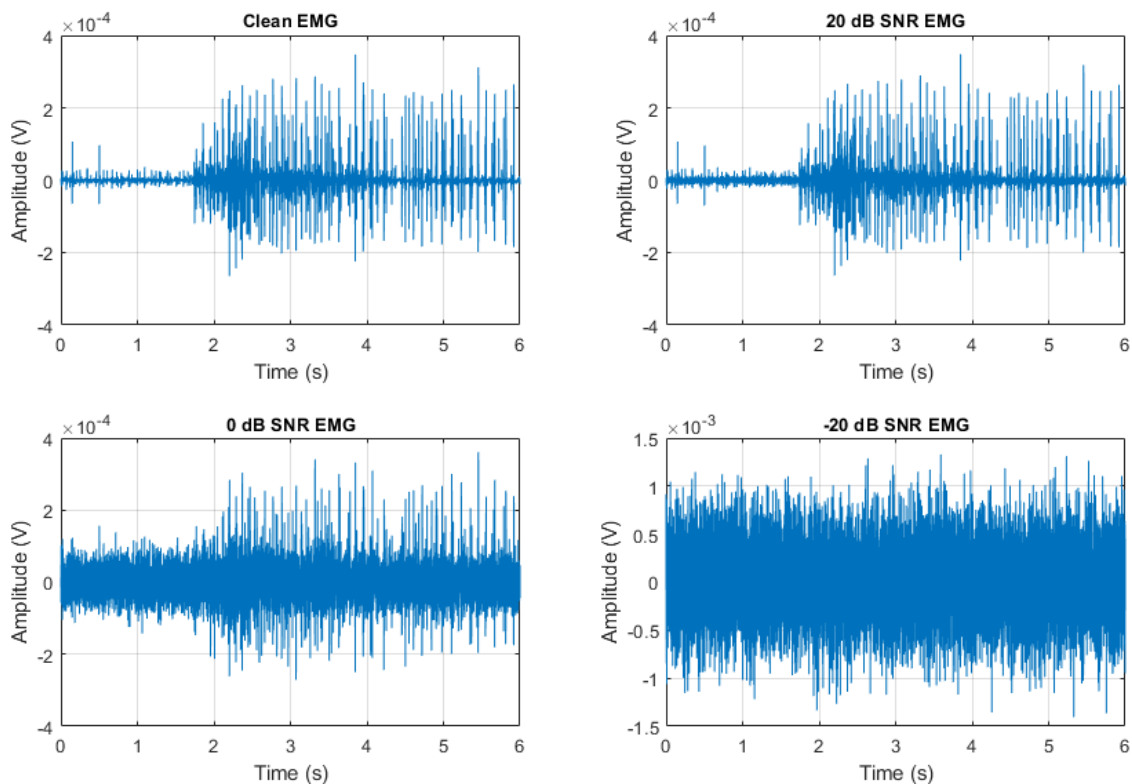 Clean EMG
×10-4
4
2
0
-2
-4
Amplitude (V)
0 1 2 3 4 5 6
Time (s)
20 dB SNR EMG
×10-4
4
2
0
-2
-4
Amplitude (V)
0 1 2 3 4 5 6
Time (s)
0 dB SNR EMG
×10-4
4
2
0
-2
-4
Amplitude (V)
0 1 2 3 4 5 6
Time (s)
-20 dB SNR EMG
×10-3
1.5
1
0.5
0
-0.5
-1
-1.5
Amplitude (V)
0 1 2 3 4 5 6
Time (s)